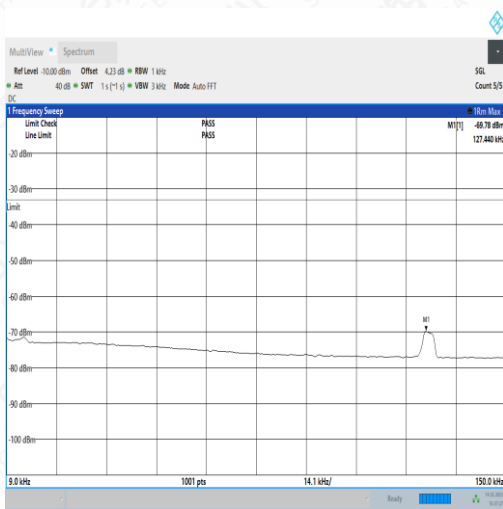 MultiView Spectrum
Ref Level -10.00 dBm Offset 4.23 dB RBW 1 kHz SGL
Att 40 dB SWT 1 s (~1 s) VBW 3 kHz Mode Auto FFT Count 5/5
DC
1 Frequency Sweep 1Rm Max
Limit Check PASS M1[1] -69.78 dBm
Line Limit PASS 127.440 kHz
-20 dBm
-30 dBm
Limit
-40 dBm
-50 dBm
-60 dBm
M1
-70 dBm
-80 dBm
-90 dBm
-100 dBm
9.0 kHz 1001 pts 14.1 kHz/ 150.0 kHz
Ready